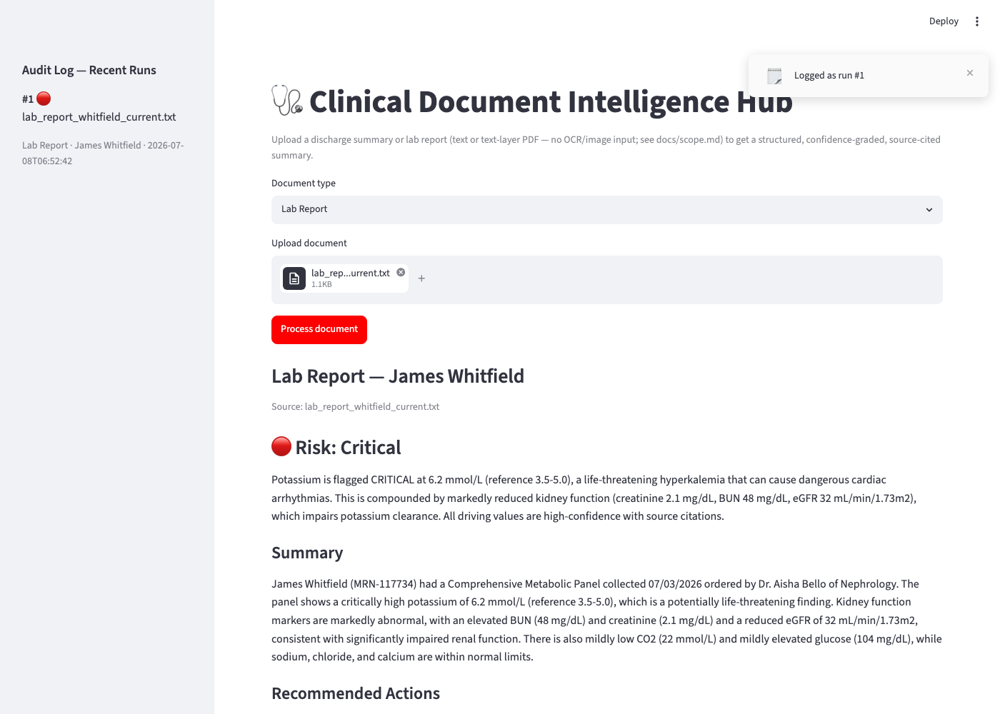 Deploy
Logged as run #1
Audit Log — Recent Runs
#1
lab_report_whitfield_current.txt
Lab Report · James Whitfield · 2026-07-
08T06:52:42
Clinical Document Intelligence Hub
Upload a discharge summary or lab report (text or text-layer PDF — no OCR/image input; see docs/scope.md) to get a structured, confidence-graded, source-cited
summary.
Document type
Lab Report
Upload document
lab_rep...urrent.txt
1.1KB
Process document
Lab Report — James Whitfield
Source: lab_report_whitfield_current.txt
Risk: Critical
Potassium is flagged CRITICAL at 6.2 mmol/L (reference 3.5-5.0), a life-threatening hyperkalemia that can cause dangerous cardiac
arrhythmias. This is compounded by markedly reduced kidney function (creatinine 2.1 mg/dL, BUN 48 mg/dL, eGFR 32 mL/min/1.73m2),
which impairs potassium clearance. All driving values are high-confidence with source citations.
Summary
James Whitfield (MRN-117734) had a Comprehensive Metabolic Panel collected 07/03/2026 ordered by Dr. Aisha Bello of Nephrology. The
panel shows a critically high potassium of 6.2 mmol/L (reference 3.5-5.0), which is a potentially life-threatening finding. Kidney function
markers are markedly abnormal, with an elevated BUN (48 mg/dL) and creatinine (2.1 mg/dL) and a reduced eGFR of 32 mL/min/1.73m2,
consistent with significantly impaired renal function. There is also mildly low CO2 (22 mmol/L) and mildly elevated glucose (104 mg/dL), while
sodium, chloride, and calcium are within normal limits.
Recommended Actions